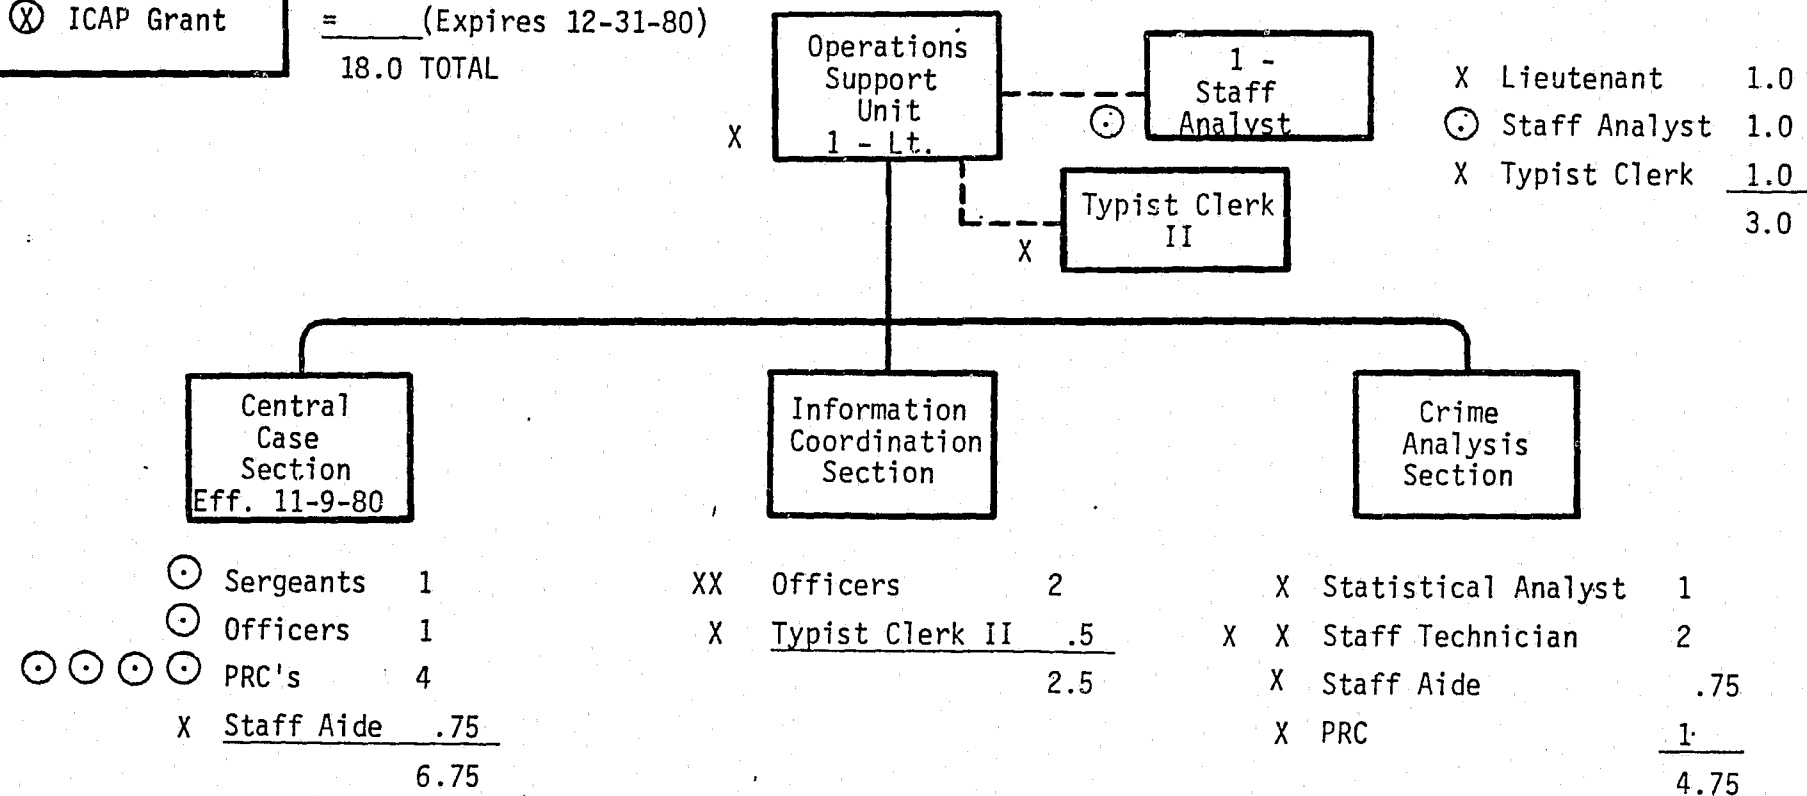 X ICAP Grant = (Expires 12-31-80)
18.0 TOTAL
Operations
Support
Unit
1 - Lt.
X
1 -
Staff
Analyst
Typist Clerk
II
X
X Lieutenant 1.0
Staff Analyst 1.0
X Typist Clerk 1.0
3.0
Central
Case
Section
Eff. 11-9-80
Information
Coordination
Section
Crime
Analysis
Section
Sergeants 1
Officers 1
PRC's 4
X Staff Aide .75
6.75
XX Officers 2
X Typist Clerk II .5
2.5
X Statistical Analyst 1
X X Staff Technician 2
X Staff Aide .75
X PRC 1
4.75